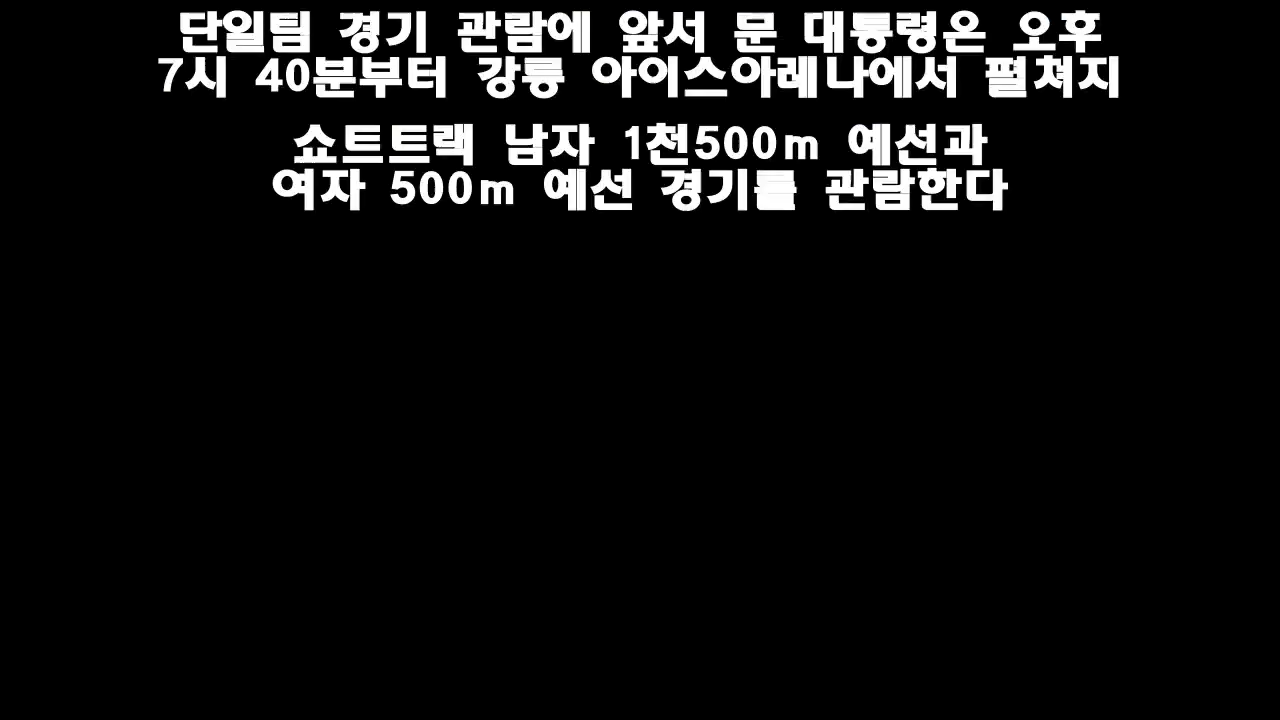 단일팀 경기 관람에 앞서 문 대통령은 오후
7시 40분부터 강릉 아이스아레나에서 펼쳐지
쇼트트랙 남자 1천500m 예선과
여자 500m 예선 경기를 관람한다